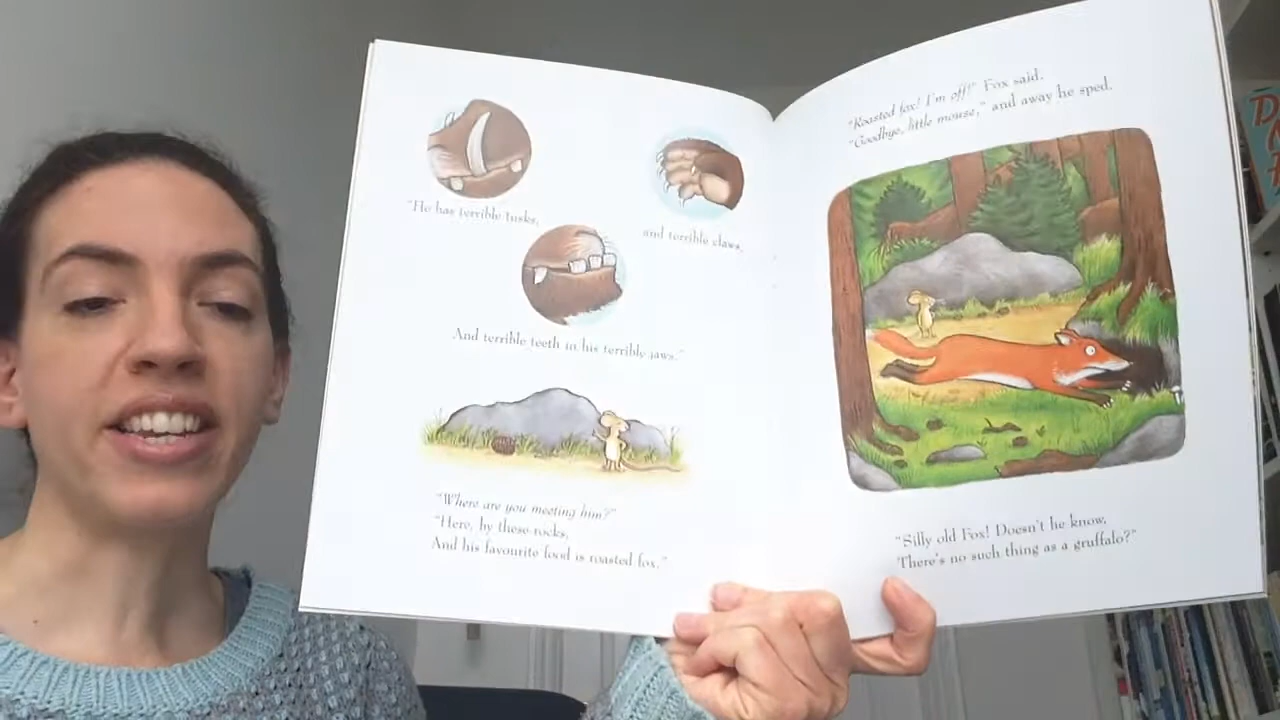 "He has terrible tusks,
and terrible claws,
And terrible teeth in his terrible jaws."
"Where are you meeting him?"
"Here, by these rocks,
And his favourite food is roasted fox."
"Roasted fox! I'm off!" Fox said.
"Goodbye, little mouse," and away he sped.
"Silly old Fox! Doesn't he know,
There's no such thing as a gruffalo?"